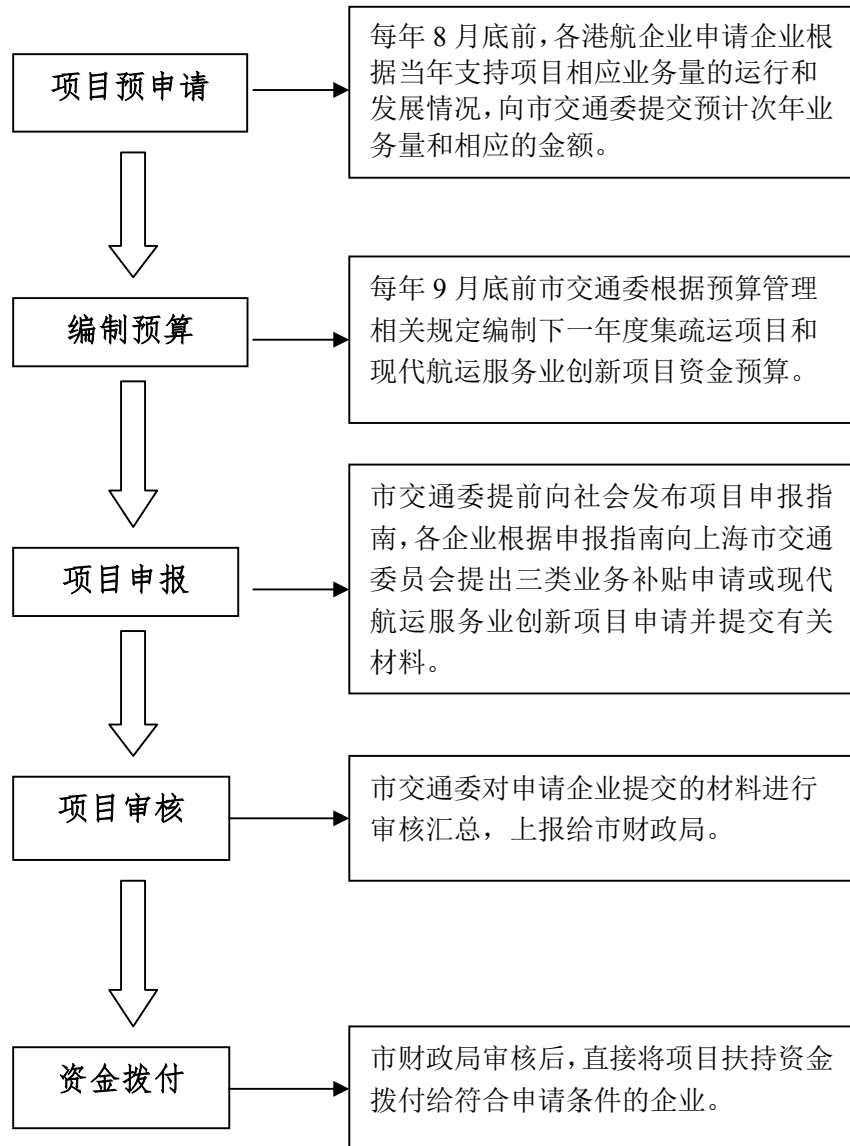 项目预申请
每年 8 月底前，各港航企业申请企业根
据当年支持项目相应业务量的运行和
发展情况，向市交通委提交预计次年业
务量和相应的金额。
编制预算
每年 9 月底前市交通委根据预算管理
相关规定编制下一年度集疏运项目和
现代航运服务业创新项目资金预算。
项目申报
市交通委提前向社会发布项目申报指
南，各企业根据申报指南向上海市交通
委员会提出三类业务补贴申请或现代
航运服务业创新项目申请并提交有关
材料。
项目审核
市交通委对申请企业提交的材料进行
审核汇总，上报给市财政局。
资金拨付
市财政局审核后，直接将项目扶持资金
拨付给符合申请条件的企业。